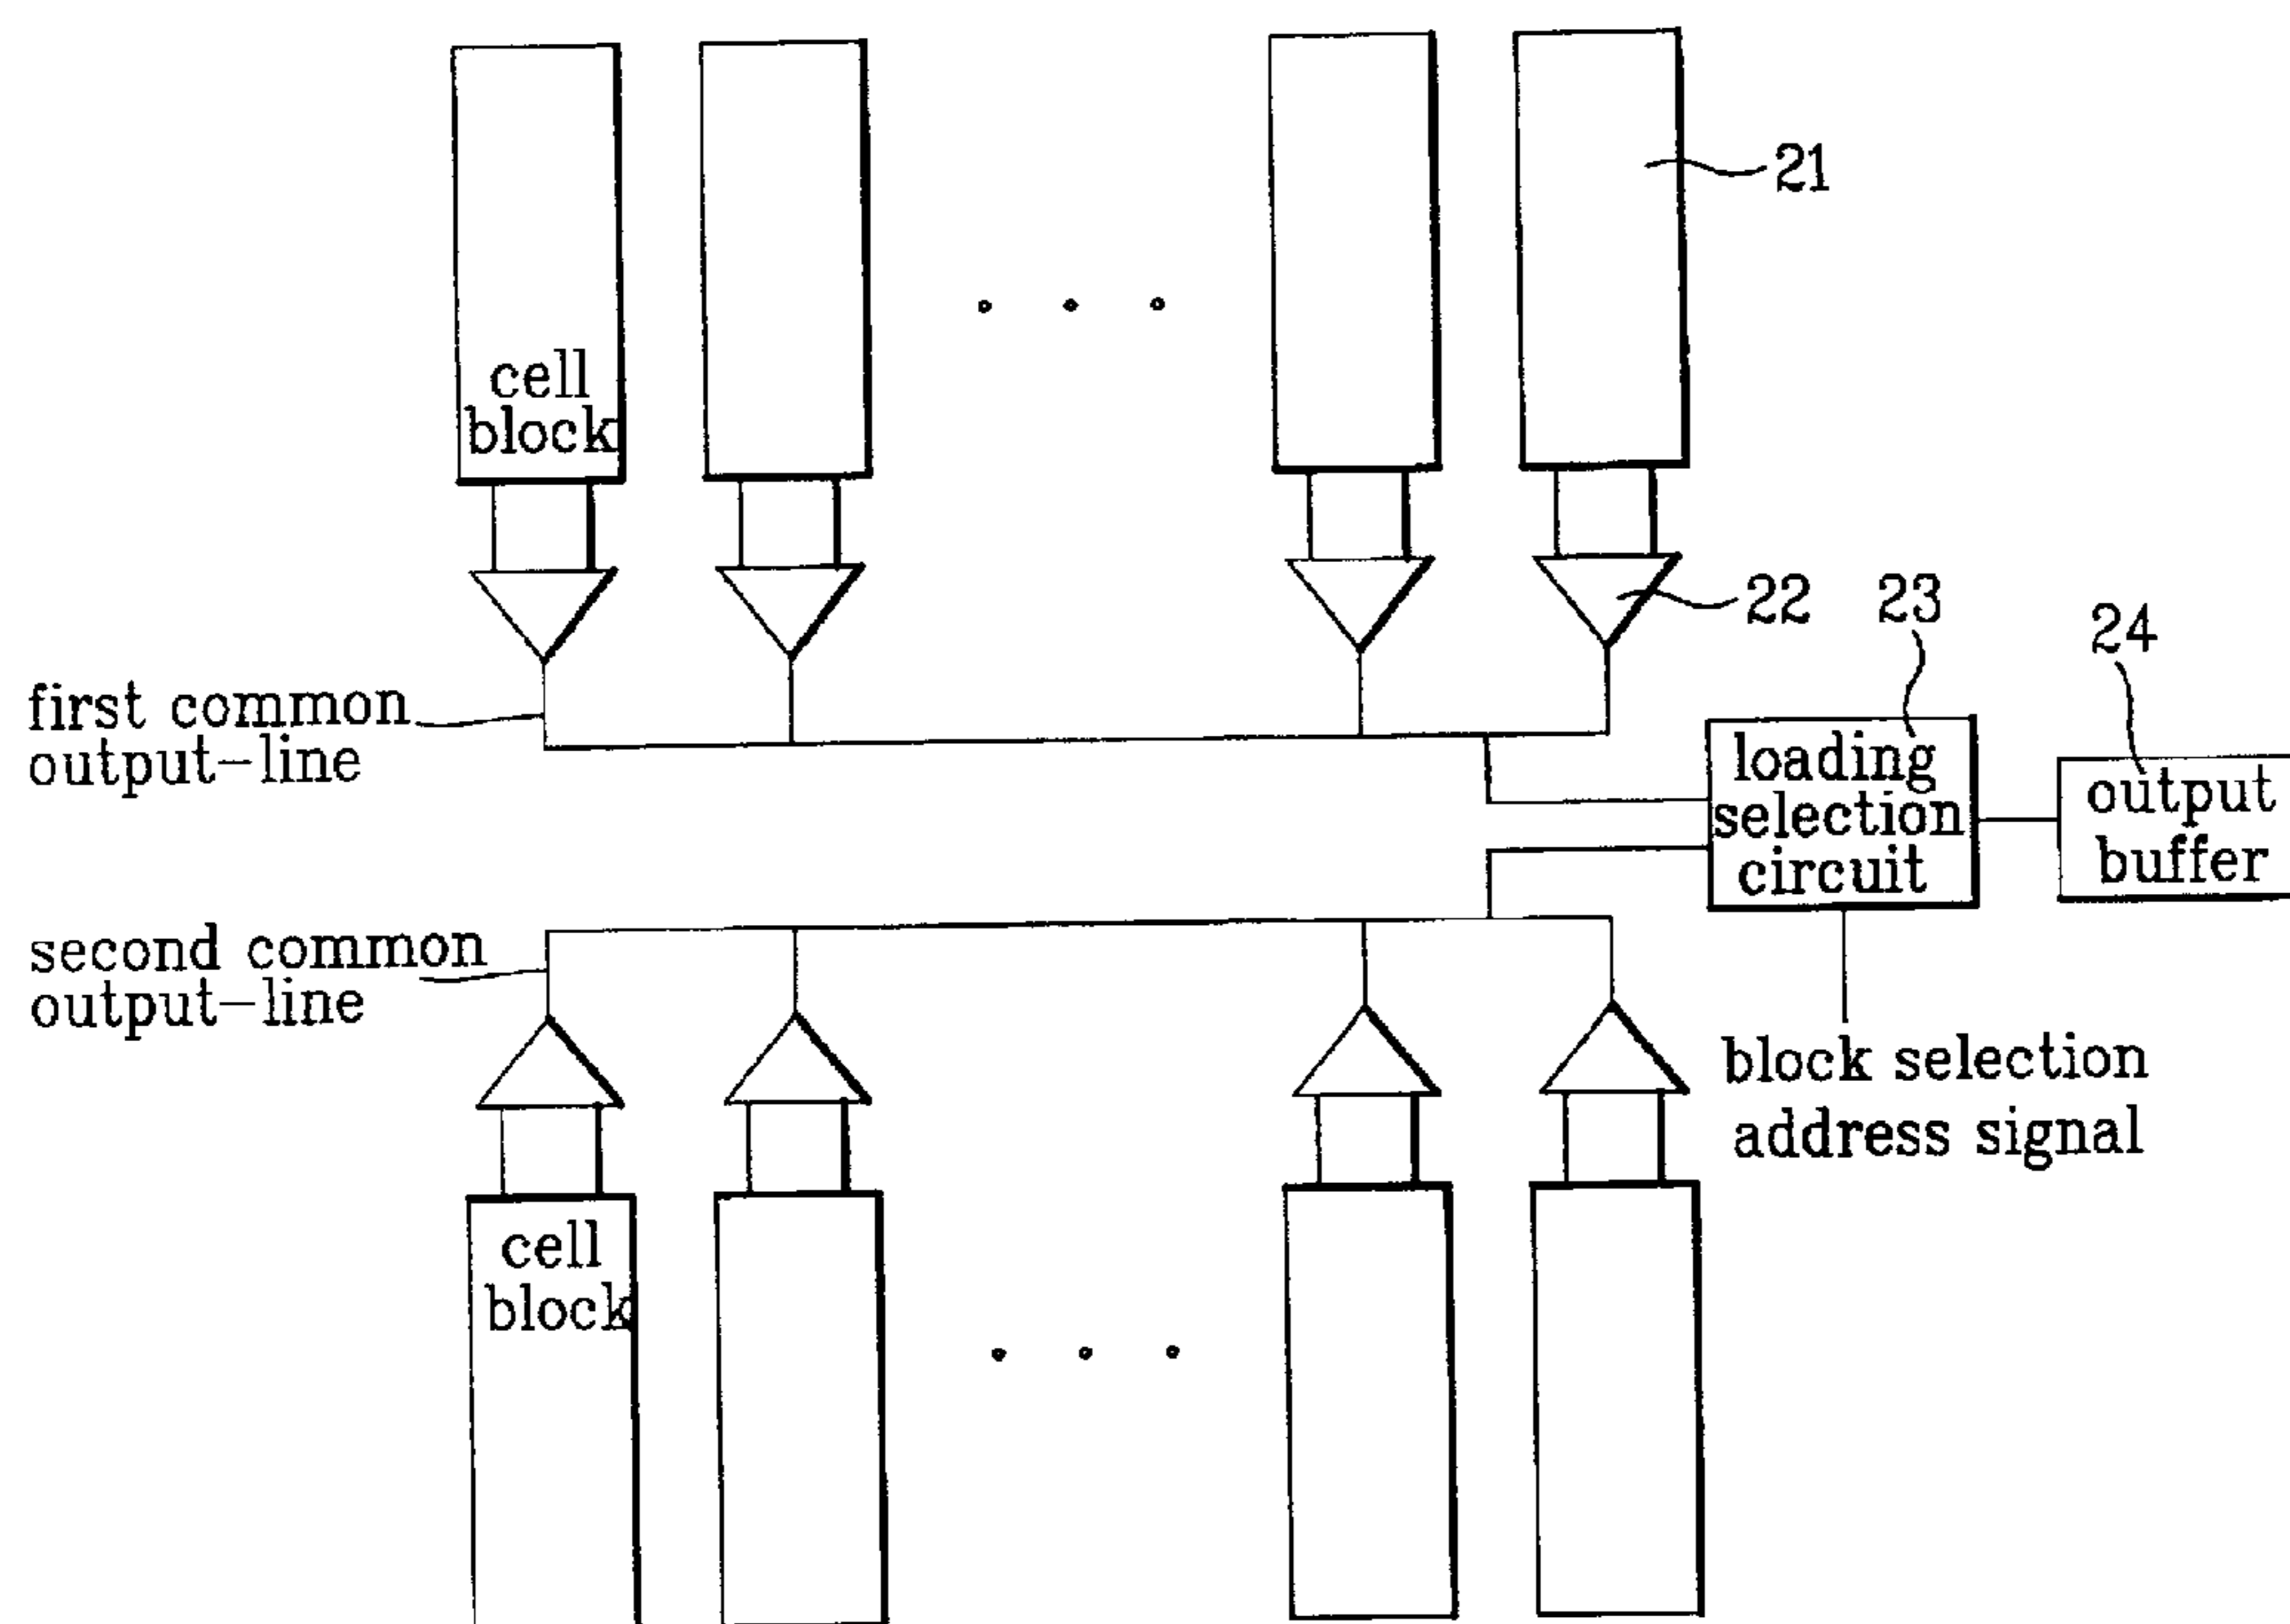 21
cell
block
22
23
24
first common
output-line
loading
selection
circuit
output
buffer
second common
output-line
block selection
address signal
cell
block